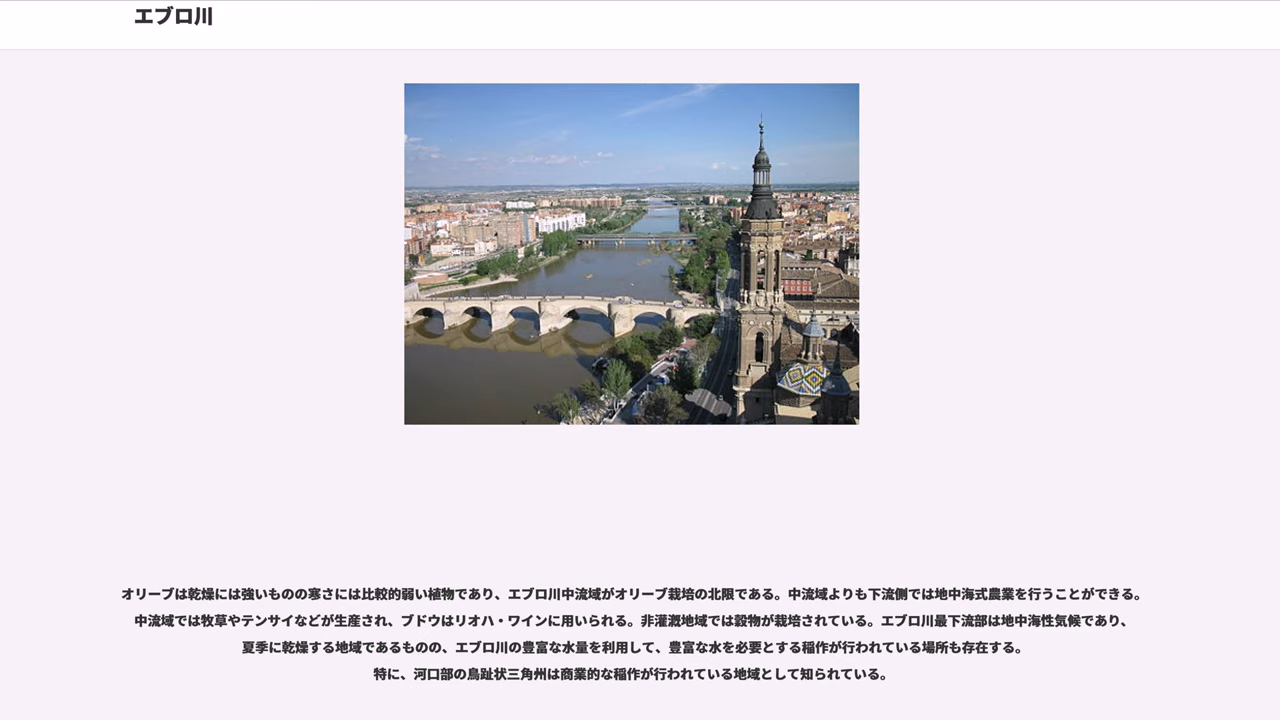 エブロ川
オリーブは乾燥には強いものの寒さには比較的弱い植物であり、エブロ川中流域がオリーブ栽培の北限である。中流域よりも下流側では地中海式農業を行うことができる。
中流域では牧草やテンサイなどが生産され、ブドウはリオハ・ワインに用いられる。非灌漑地域では穀物が栽培されている。エブロ川最下流部は地中海性気候であり、
夏季に乾燥する地域であるものの、エブロ川の豊富な水量を利用して、豊富な水を必要とする稲作が行われている場所も存在する。
特に、河口部の鳥趾状三角州は商業的な稲作が行われている地域として知られている。